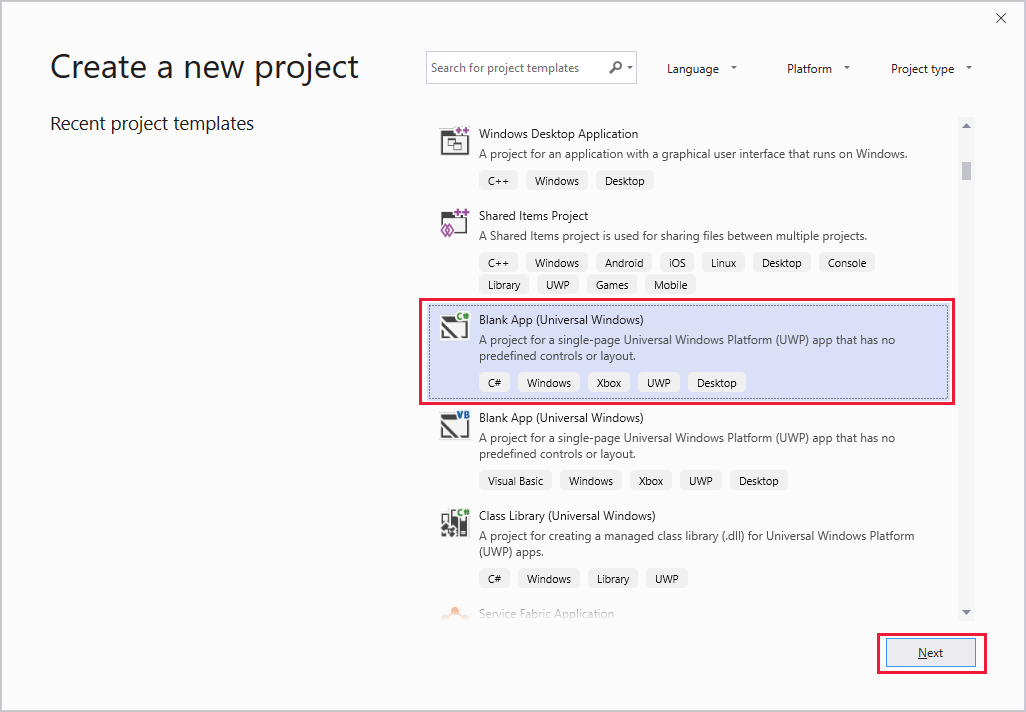 Create a new project
Search for project templates
Language
Platform
Project type
Recent project templates
++
Windows Desktop Application
A project for an application with a graphical user interface that runs on Windows.
C++ Windows Desktop
++
Shared Items Project
A Shared Items project is used for sharing files between multiple projects.
C++ Windows Android iOS Linux Desktop Console
Library UWP Games Mobile
C#
Blank App (Universal Windows)
A project for a single-page Universal Windows Platform (UWP) app that has no
predefined controls or layout.
C# Windows Xbox UWP Desktop
VB
Blank App (Universal Windows)
A project for a single-page Universal Windows Platform (UWP) app that has no
predefined controls or layout.
Visual Basic Windows Xbox UWP Desktop
C#
Class Library (Universal Windows)
A project for creating a managed class library (.dll) for Universal Windows Platform
(UWP) apps.
C# Windows Library UWP
Service Fabric Application
Next